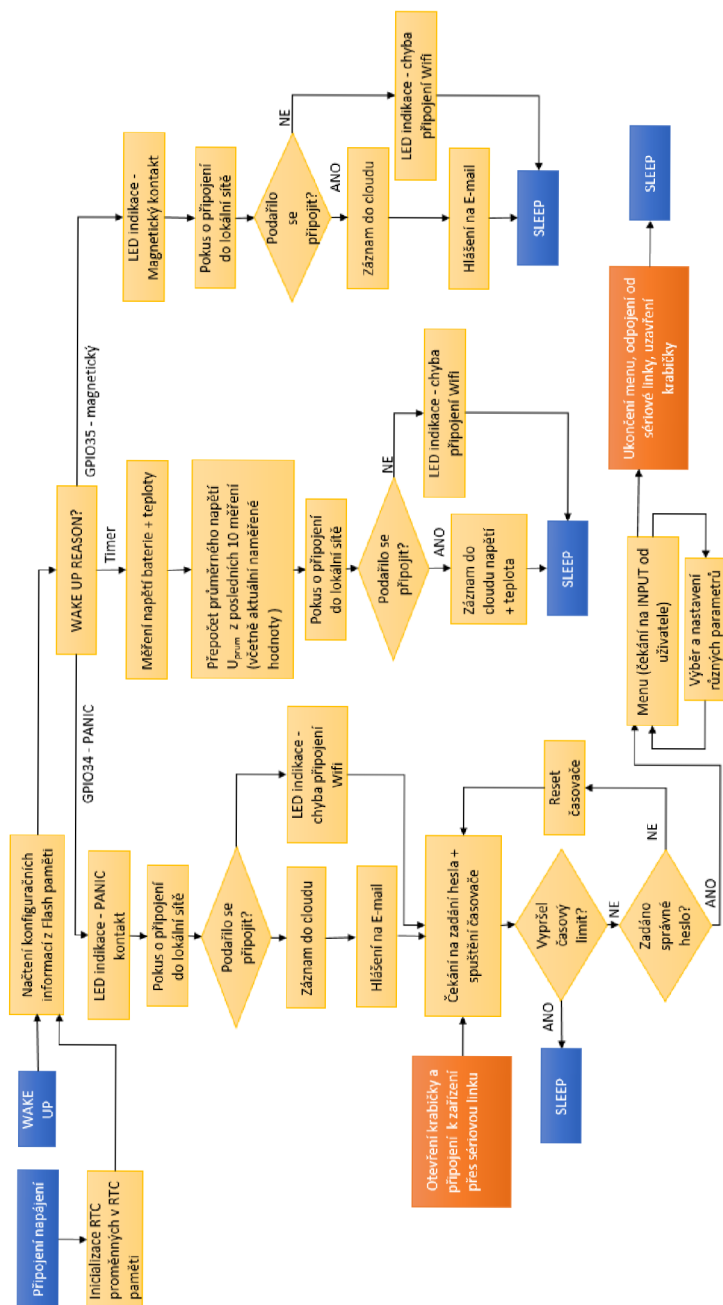 Připojení napájení
Inicializace RTC
proměnných v RTC
paměti
WAKE
UP
Načtení konfiguračních
informací z Flash paměti
WAKE UP REASON?
GPIO34 - PANIC
Timer
GPIO35 - magnetický
LED indikace - PANIC
kontakt
Pokus o připojení
do lokální sítě
Podařilo se
připojit?
Záznam do cloudu
Hlášení na E-mail
LED indikace -
chyba připojení
Wifi
Otevření krabičky a
připojení k zařízení
přes sériovou linku
Čekání na zadání hesla +
spuštění časovače
Vypršel
časový
limit?
ANO
SLEEP
NE
Zadáno
správné
heslo?
NE
Reset
časovače
ANO
Menu (čekání na INPUT od
uživatele)
Výběr a nastavení
různých parametrů
Ukončení menu, odpojení od
sériové linky, uzavření
krabičky
SLEEP
Měření napětí baterie + teploty
Přepočet průměrného napětí
Uprum z posledních 10 měření
(včetně aktuální naměřené
hodnoty )
Pokus o připojení
do lokální sítě
Podařilo se
připojit?
ANO
NE
Záznam do
cloudu napětí
+ teplota
LED indikace - chyba
připojení Wifi
SLEEP
LED indikace -
Magnetický kontakt
Pokus o připojení
do lokální sítě
Podařilo
se
připojit?
ANO
NE
Záznam do cloudu
Hlášení na E-mail
LED indikace - chyba
připojení Wifi
SLEEP